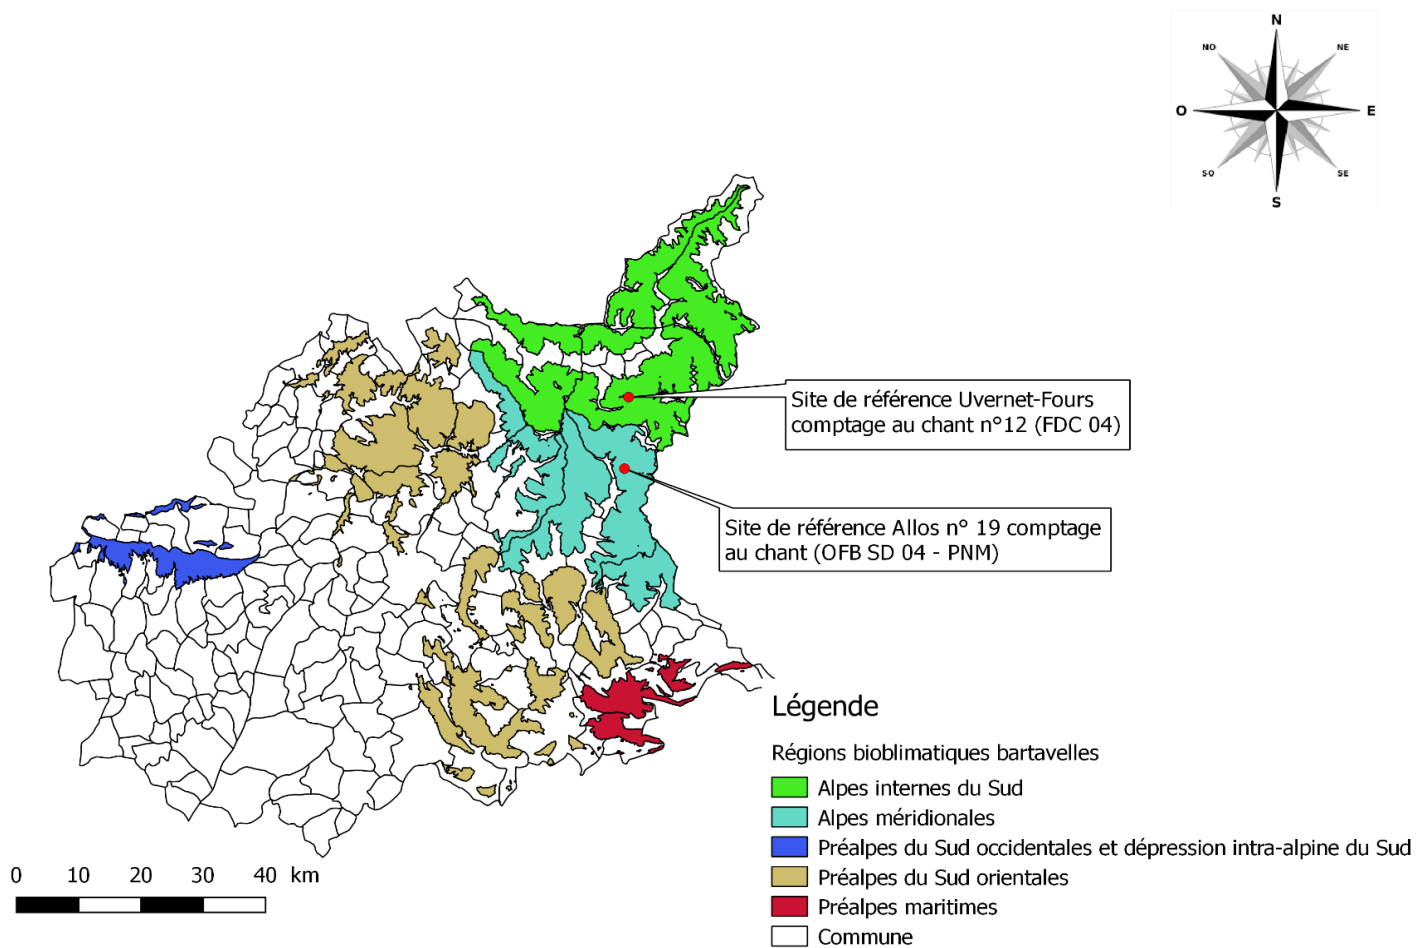 N
NO
NE
O
E
SO
SE
S
Site de référence Uvernet-Fours
comptage au chant n°12 (FDC 04)
Site de référence Allos n° 19 comptage
au chant (OFB SD 04 - PNM)
Légende
Régions bioblimatiques bartavelles
Alpes internes du Sud
Alpes méridionales
Préalpes du Sud occidentales et dépression intra-alpine du Sud
Préalpes du Sud orientales
Préalpes maritimes
Commune
0 10 20 30 40 km